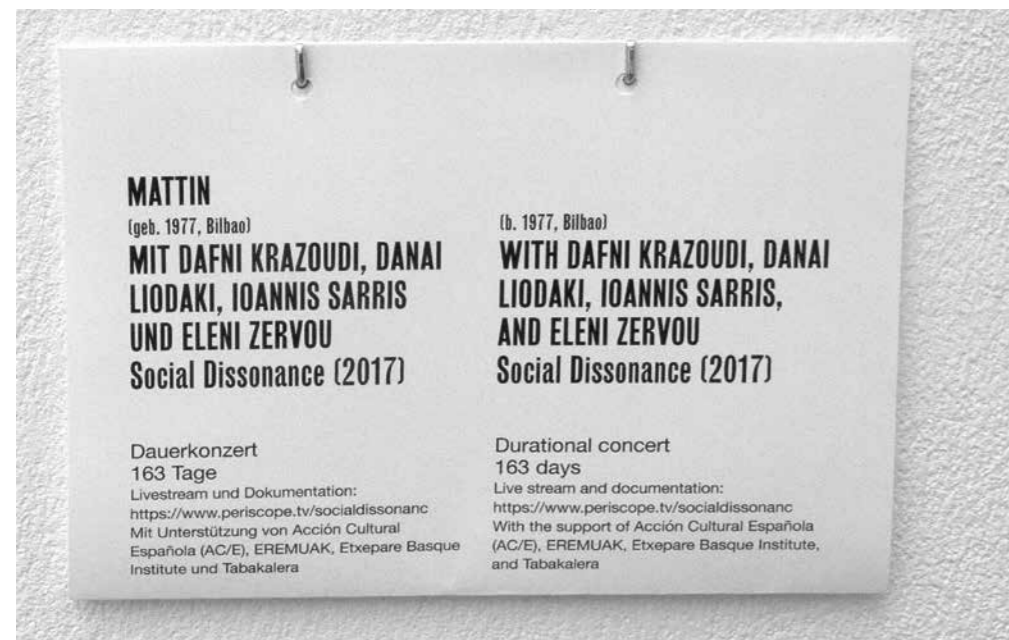 MATTIN
(geb. 1977, Bilbao)
MIT DAFNI KRAZOUDI, DANAI
LIODAKI, IOANNIS SARRIS
UND ELENI ZERVOU
Social Dissonance (2017)
Dauerkonzert
163 Tage
Livestream und Dokumentation:
https://www.periscope.tv/socialdissonanc
Mit Unterstützung von Acción Cultural
Española (AC/E), EREMUAK, Etxepare Basque
Institute und Tabakalera
(b. 1977, Bilbao)
WITH DAFNI KRAZOUDI, DANAI
LIODAKI, IOANNIS SARRIS,
AND ELENI ZERVOU
Social Dissonance (2017)
Durational concert
163 days
Live stream and documentation:
https://www.periscope.tv/socialdissonanc
With the support of Acción Cultural Española
(AC/E), EREMUAK, Etxepare Basque Institute,
and Tabakalera